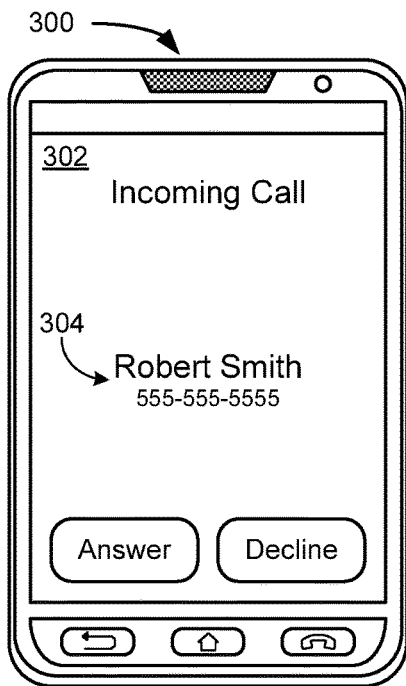 300
302
Incoming Call
304
Robert Smith
555-555-5555
Answer Decline